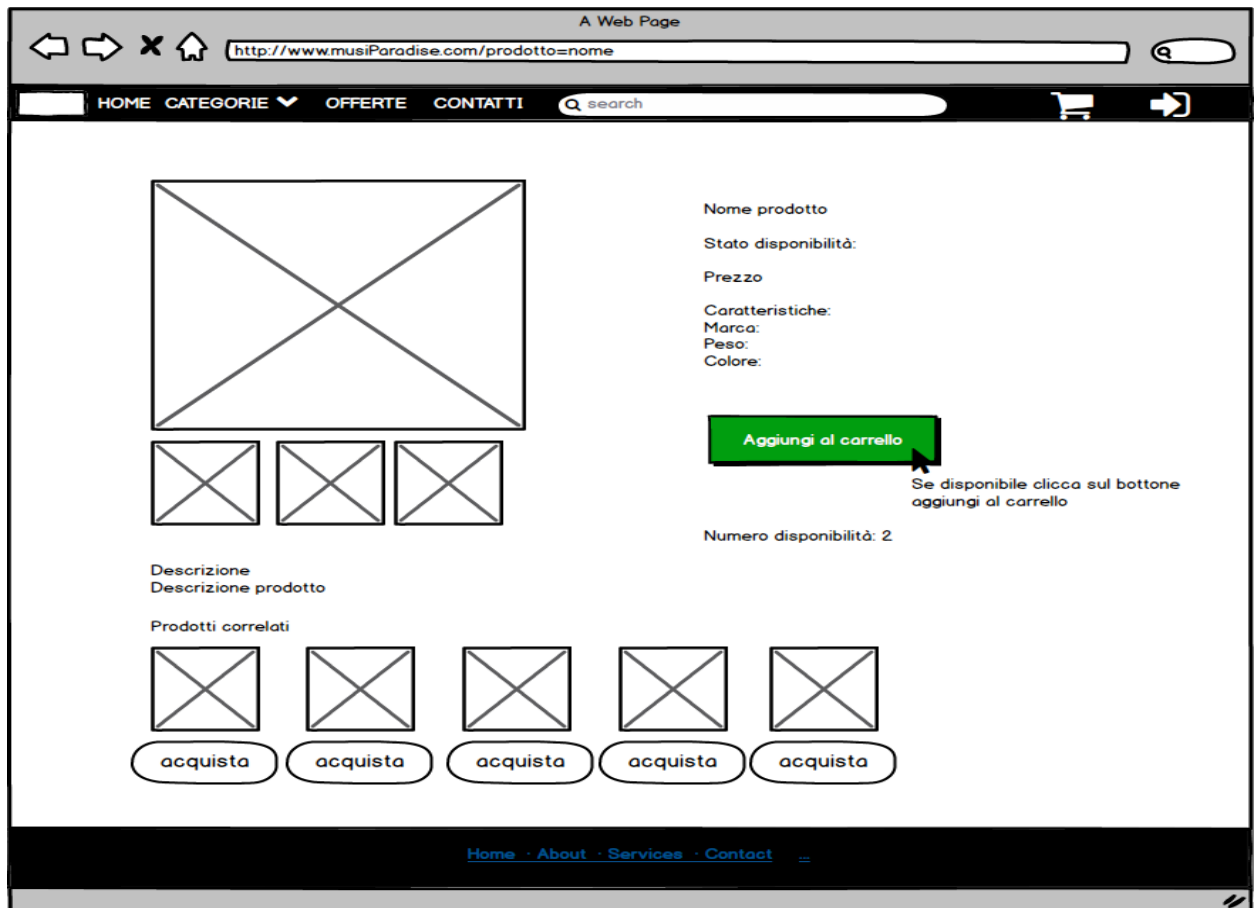 A Web Page
http://www.musiParadise.com/prodotto=nome
HOME CATEGORIE OFFERTE CONTATTI search
Nome prodotto
Stato disponibilità:
Prezzo
Caratteristiche:
Marca:
Peso:
Colore:
Aggiungi al carrello
Se disponibile clicca sul bottone
aggiungi al carrello
Numero disponibilità: 2
Descrizione
Descrizione prodotto
Prodotti correlati
acquista acquista acquista acquista acquista
Home · About · Services · Contact ...